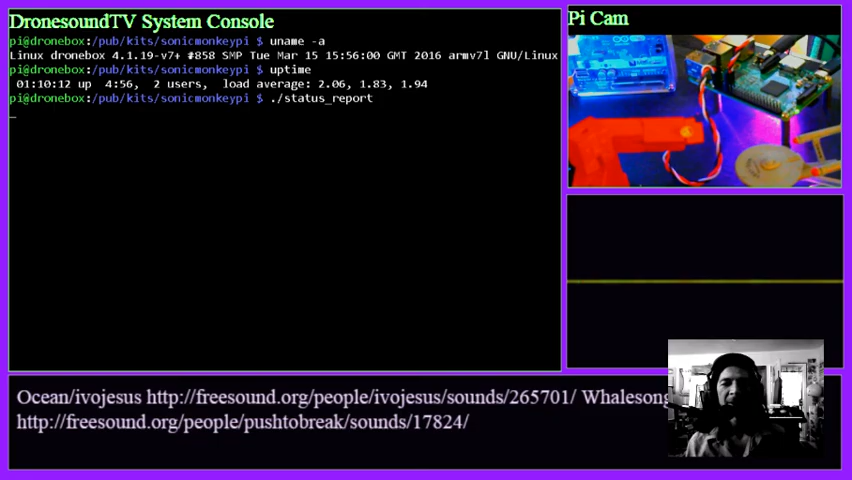 DronesoundTV System Console
pi@dronebox:/pub/kits/sonicmonkeypi $ uname -a
Linux dronebox 4.1.19-v7+ #858 SMP Tue Mar 15 15:56:00 GMT 2016 armv7l GNU/Linux
pi@dronebox:/pub/kits/sonicmonkeypi $ uptime
01:10:12 up  4:56,  2 users,  load average: 2.06, 1.83, 1.94
pi@dronebox:/pub/kits/sonicmonkeypi $ ./status_report
_
Pi Cam
Ocean/ivojesus http://freesound.org/people/ivojesus/sounds/265701/ Whalesong
http://freesound.org/people/pushtobreak/sounds/17824/